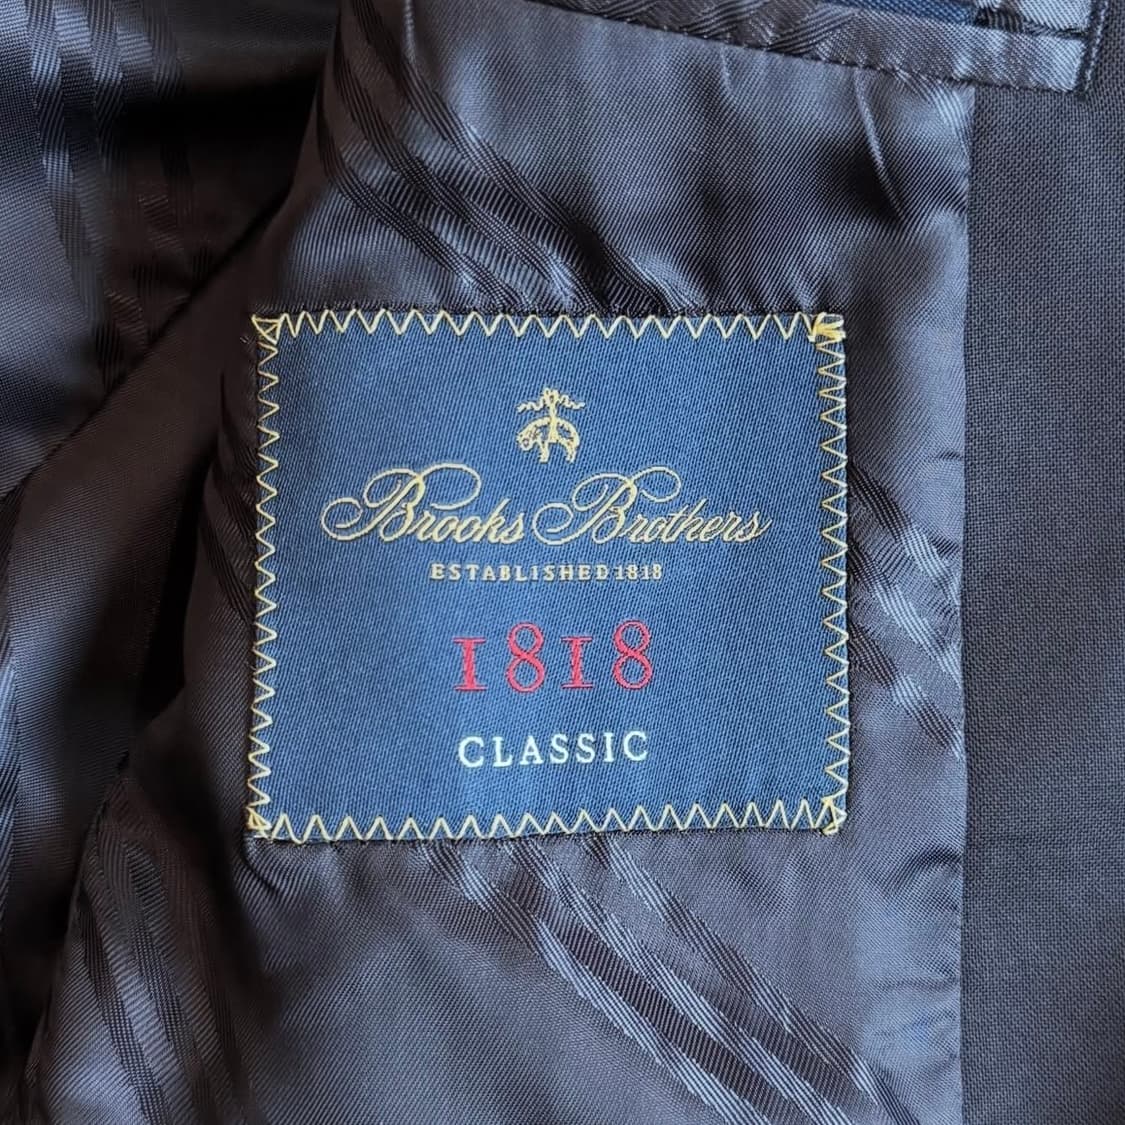 Brooks Brothers
ESTABLISHED 1818
1818
CLASSIC